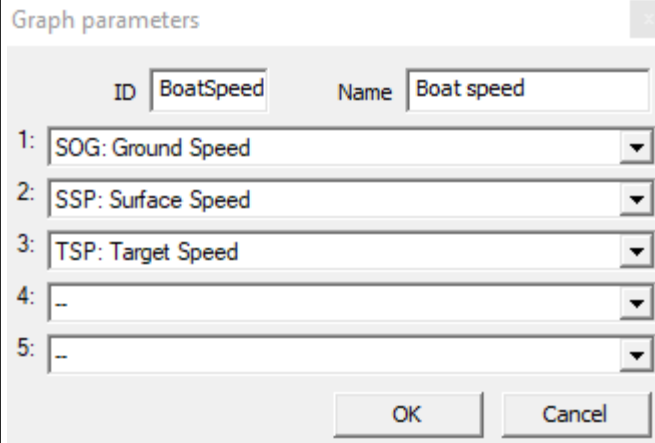 Graph parameters
ID BoatSpeed Name Boat speed
1: SOG: Ground Speed
2: SSP: Surface Speed
3: TSP: Target Speed
4: --
5: --
OK Cancel